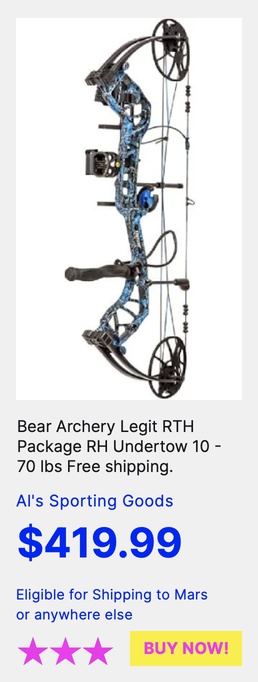 Bear Archery Legit RTH
Package RH Undertow 10 -
70 lbs Free shipping.
Al's Sporting Goods
$419.99
Eligible for Shipping to Mars
or anywhere else
BUY NOW!